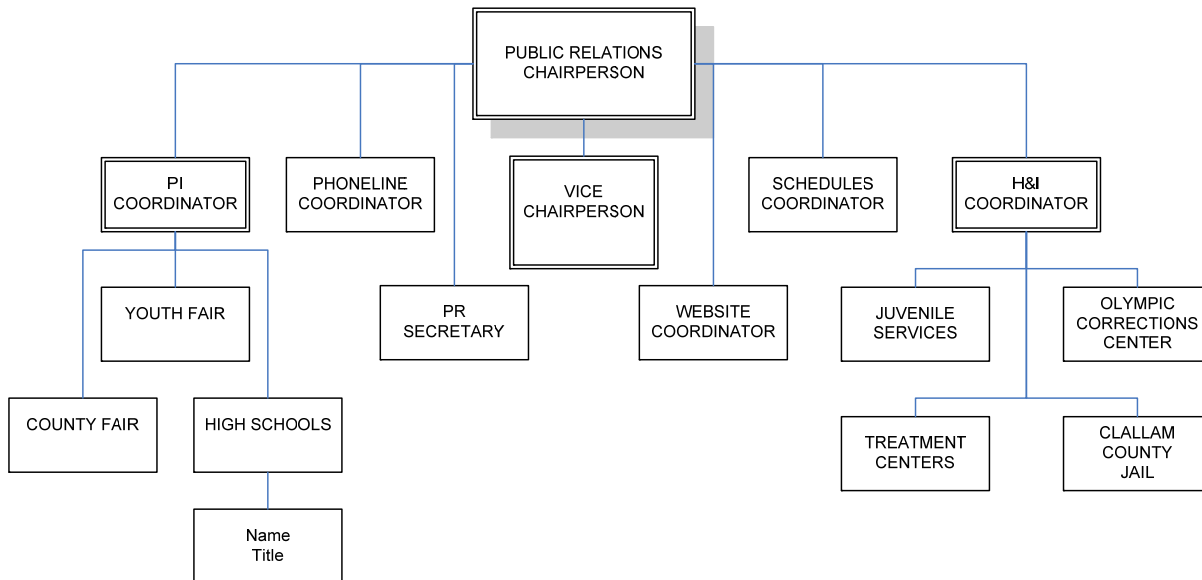 PUBLIC RELATIONS
CHAIRPERSON
PI
COORDINATOR
PHONELINE
COORDINATOR
VICE
CHAIRPERSON
SCHEDULES
COORDINATOR
H&I
COORDINATOR
YOUTH FAIR
PR
SECRETARY
WEBSITE
COORDINATOR
JUVENILE
SERVICES
OLYMPIC
CORRECTIONS
CENTER
COUNTY FAIR
HIGH SCHOOLS
TREATMENT
CENTERS
CLALLAM
COUNTY
JAIL
Name
Title